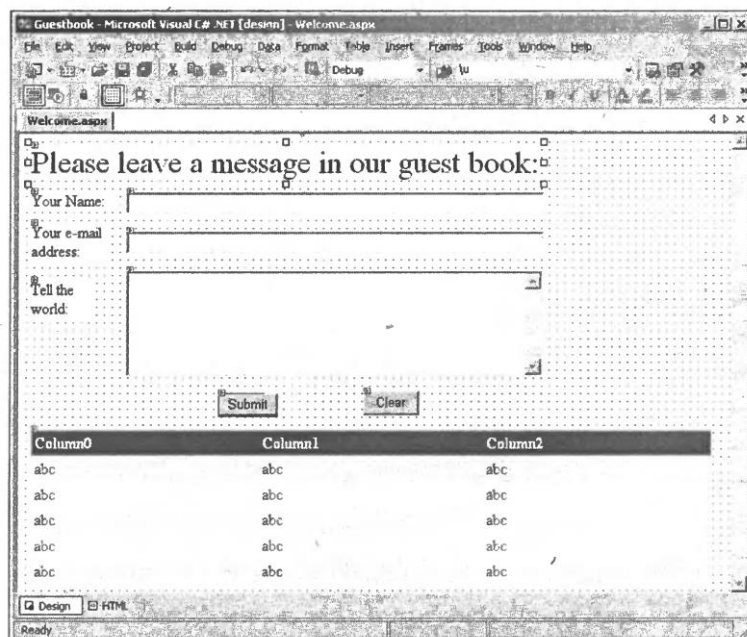 Guestbook - Microsoft Visual C# .NET [design] - Welcome.aspx
File Edit View Project Build Debug Data Format Table Insert Frames Tools Window Help
Debug \u
B I U
Welcome.aspx
Please leave a message in our guest book:
Your Name:
Your e-mail
address:
Tell the
world:
Submit Clear
Column0 Column1 Column2
abc abc abc
abc abc abc
abc abc abc
abc abc abc
abc abc abc
Design HTML
Ready